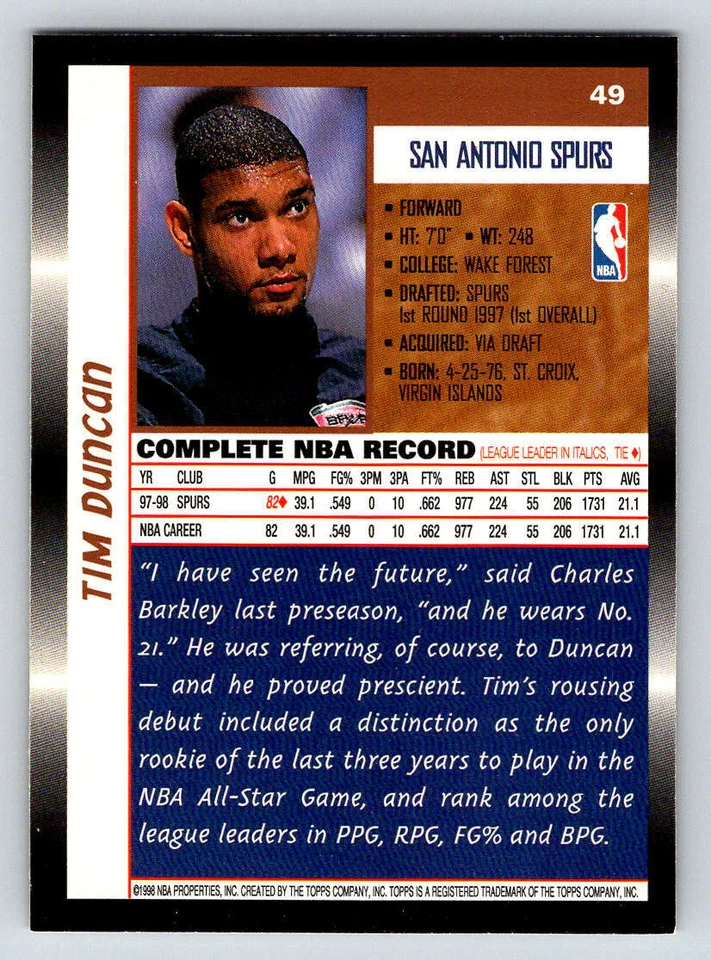 49
SAN ANTONIO SPURS
▪ FORWARD
▪ HT: 7'0" ▪ WT: 248
▪ COLLEGE: WAKE FOREST
▪ DRAFTED: SPURS
1st ROUND 1997 (1st OVERALL)
▪ ACQUIRED: VIA DRAFT
▪ BORN: 4-25-76, ST. CROIX,
VIRGIN ISLANDS
NBA
SPURS
TIM Duncan
COMPLETE NBA RECORD (LEAGUE LEADER IN ITALICS, TIE ♦)
YR CLUB G MPG FG% 3PM 3PA FT% REB AST STL BLK PTS AVG
97-98 SPURS 82♦ 39.1 .549 0 10 .662 977 224 55 206 1731 21.1
NBA CAREER 82 39.1 .549 0 10 .662 977 224 55 206 1731 21.1
"I have seen the future," said Charles
Barkley last preseason, "and he wears No.
21." He was referring, of course, to Duncan
— and he proved prescient. Tim's rousing
debut included a distinction as the only
rookie of the last three years to play in the
NBA All-Star Game, and rank among the
league leaders in PPG, RPG, FG% and BPG.
©1998 NBA PROPERTIES, INC. CREATED BY THE TOPPS COMPANY, INC. TOPPS IS A REGISTERED TRADEMARK OF THE TOPPS COMPANY, INC.